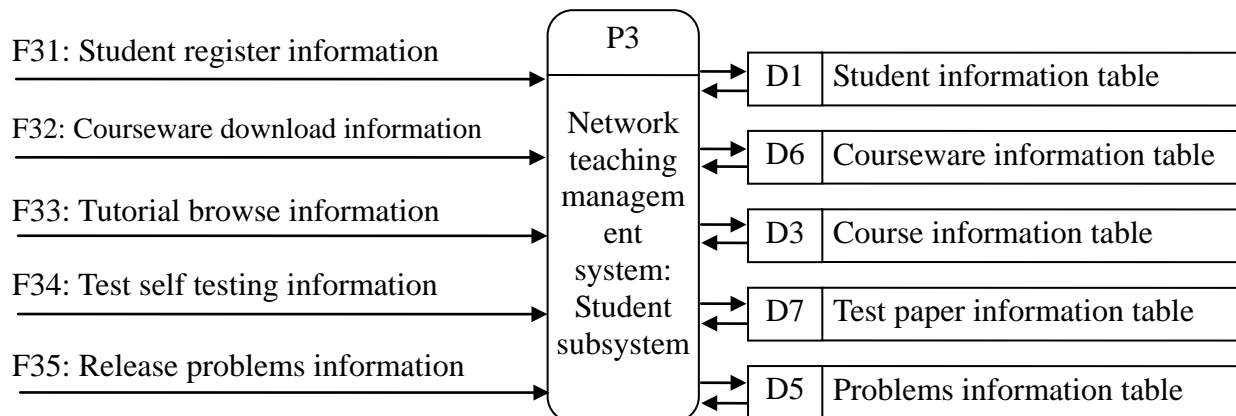 F31: Student register information
F32: Courseware download information
F33: Tutorial browse information
F34: Test self testing information
F35: Release problems information
P3
Network
teaching
managem
ent
system:
Student
subsystem
D1 Student information table
D6 Courseware information table
D3 Course information table
D7 Test paper information table
D5 Problems information table